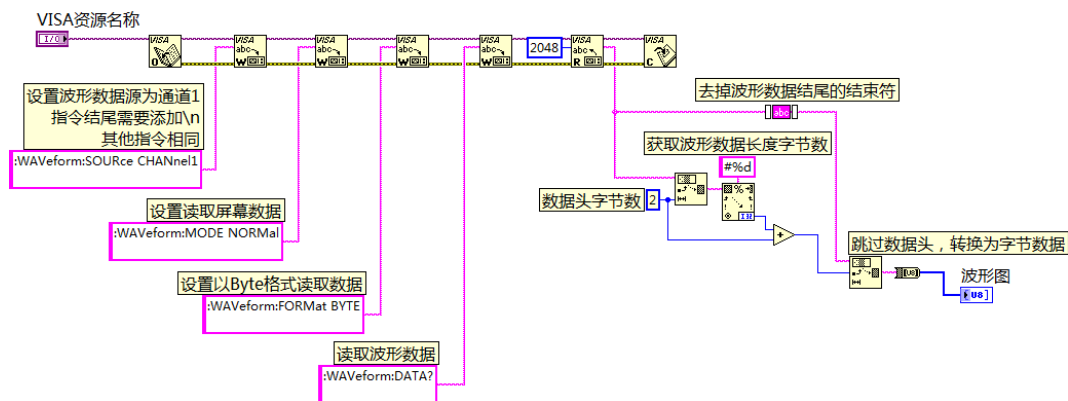 VISA资源名称
I/O
VISA
O
VISA
abc
W
VISA
abc
W
VISA
abc
W
VISA
abc
W
2048
VISA
abc
R
VISA
C
设置波形数据源为通道1
指令结尾需要添加\n
其他指令相同
:WAVeform:SOURce CHANnel1
设置读取屏幕数据
:WAVeform:MODE NORMal
设置以Byte格式读取数据
:WAVeform:FORMat BYTE
读取波形数据
:WAVeform:DATA?
去掉波形数据结尾的结束符
abc
获取波形数据长度字节数
#%d
数据头字节数
2
%
+
跳过数据头，转换为字节数据
[U8]
波形图
U8]